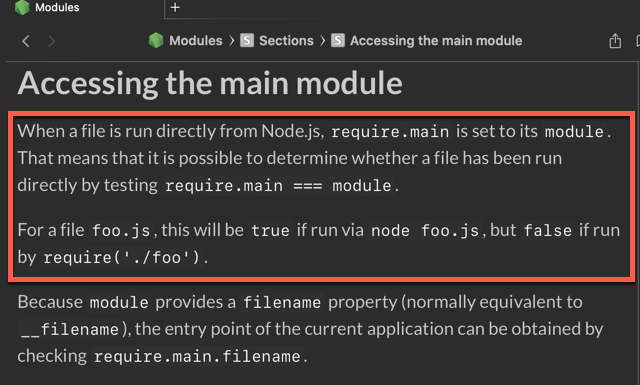 Modules
+
Modules 〉 S Sections 〉 S Accessing the main module
Accessing the main module
When a file is run directly from Node.js, require.main is set to its module.
That means that it is possible to determine whether a file has been run
directly by testing require.main === module.
For a file foo.js, this will be true if run via node foo.js, but false if run
by require('./foo').
Because module provides a filename property (normally equivalent to
__filename), the entry point of the current application can be obtained by
checking require.main.filename.